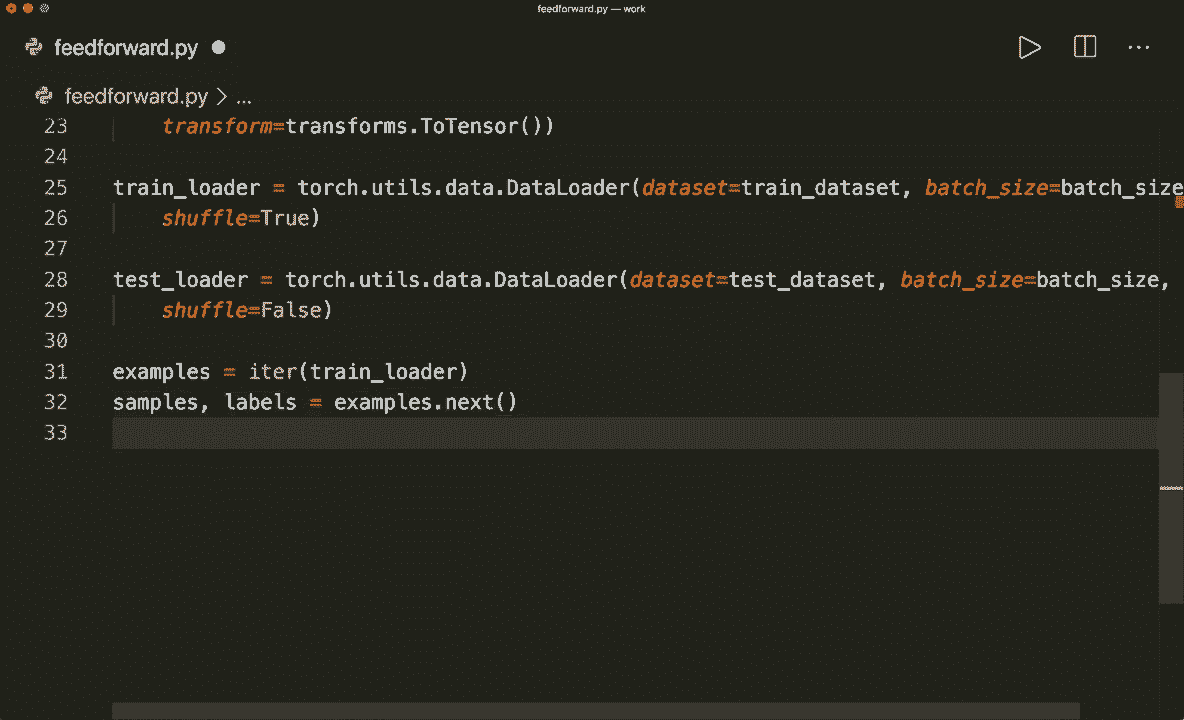 feedforward.py — work
feedforward.py
feedforward.py > ...
23 transform=transforms.ToTensor())
24
25 train_loader = torch.utils.data.DataLoader(dataset=train_dataset, batch_size=batch_size
26 shuffle=True)
27
28 test_loader = torch.utils.data.DataLoader(dataset=test_dataset, batch_size=batch_size,
29 shuffle=False)
30
31 examples = iter(train_loader)
32 samples, labels = examples.next()
33